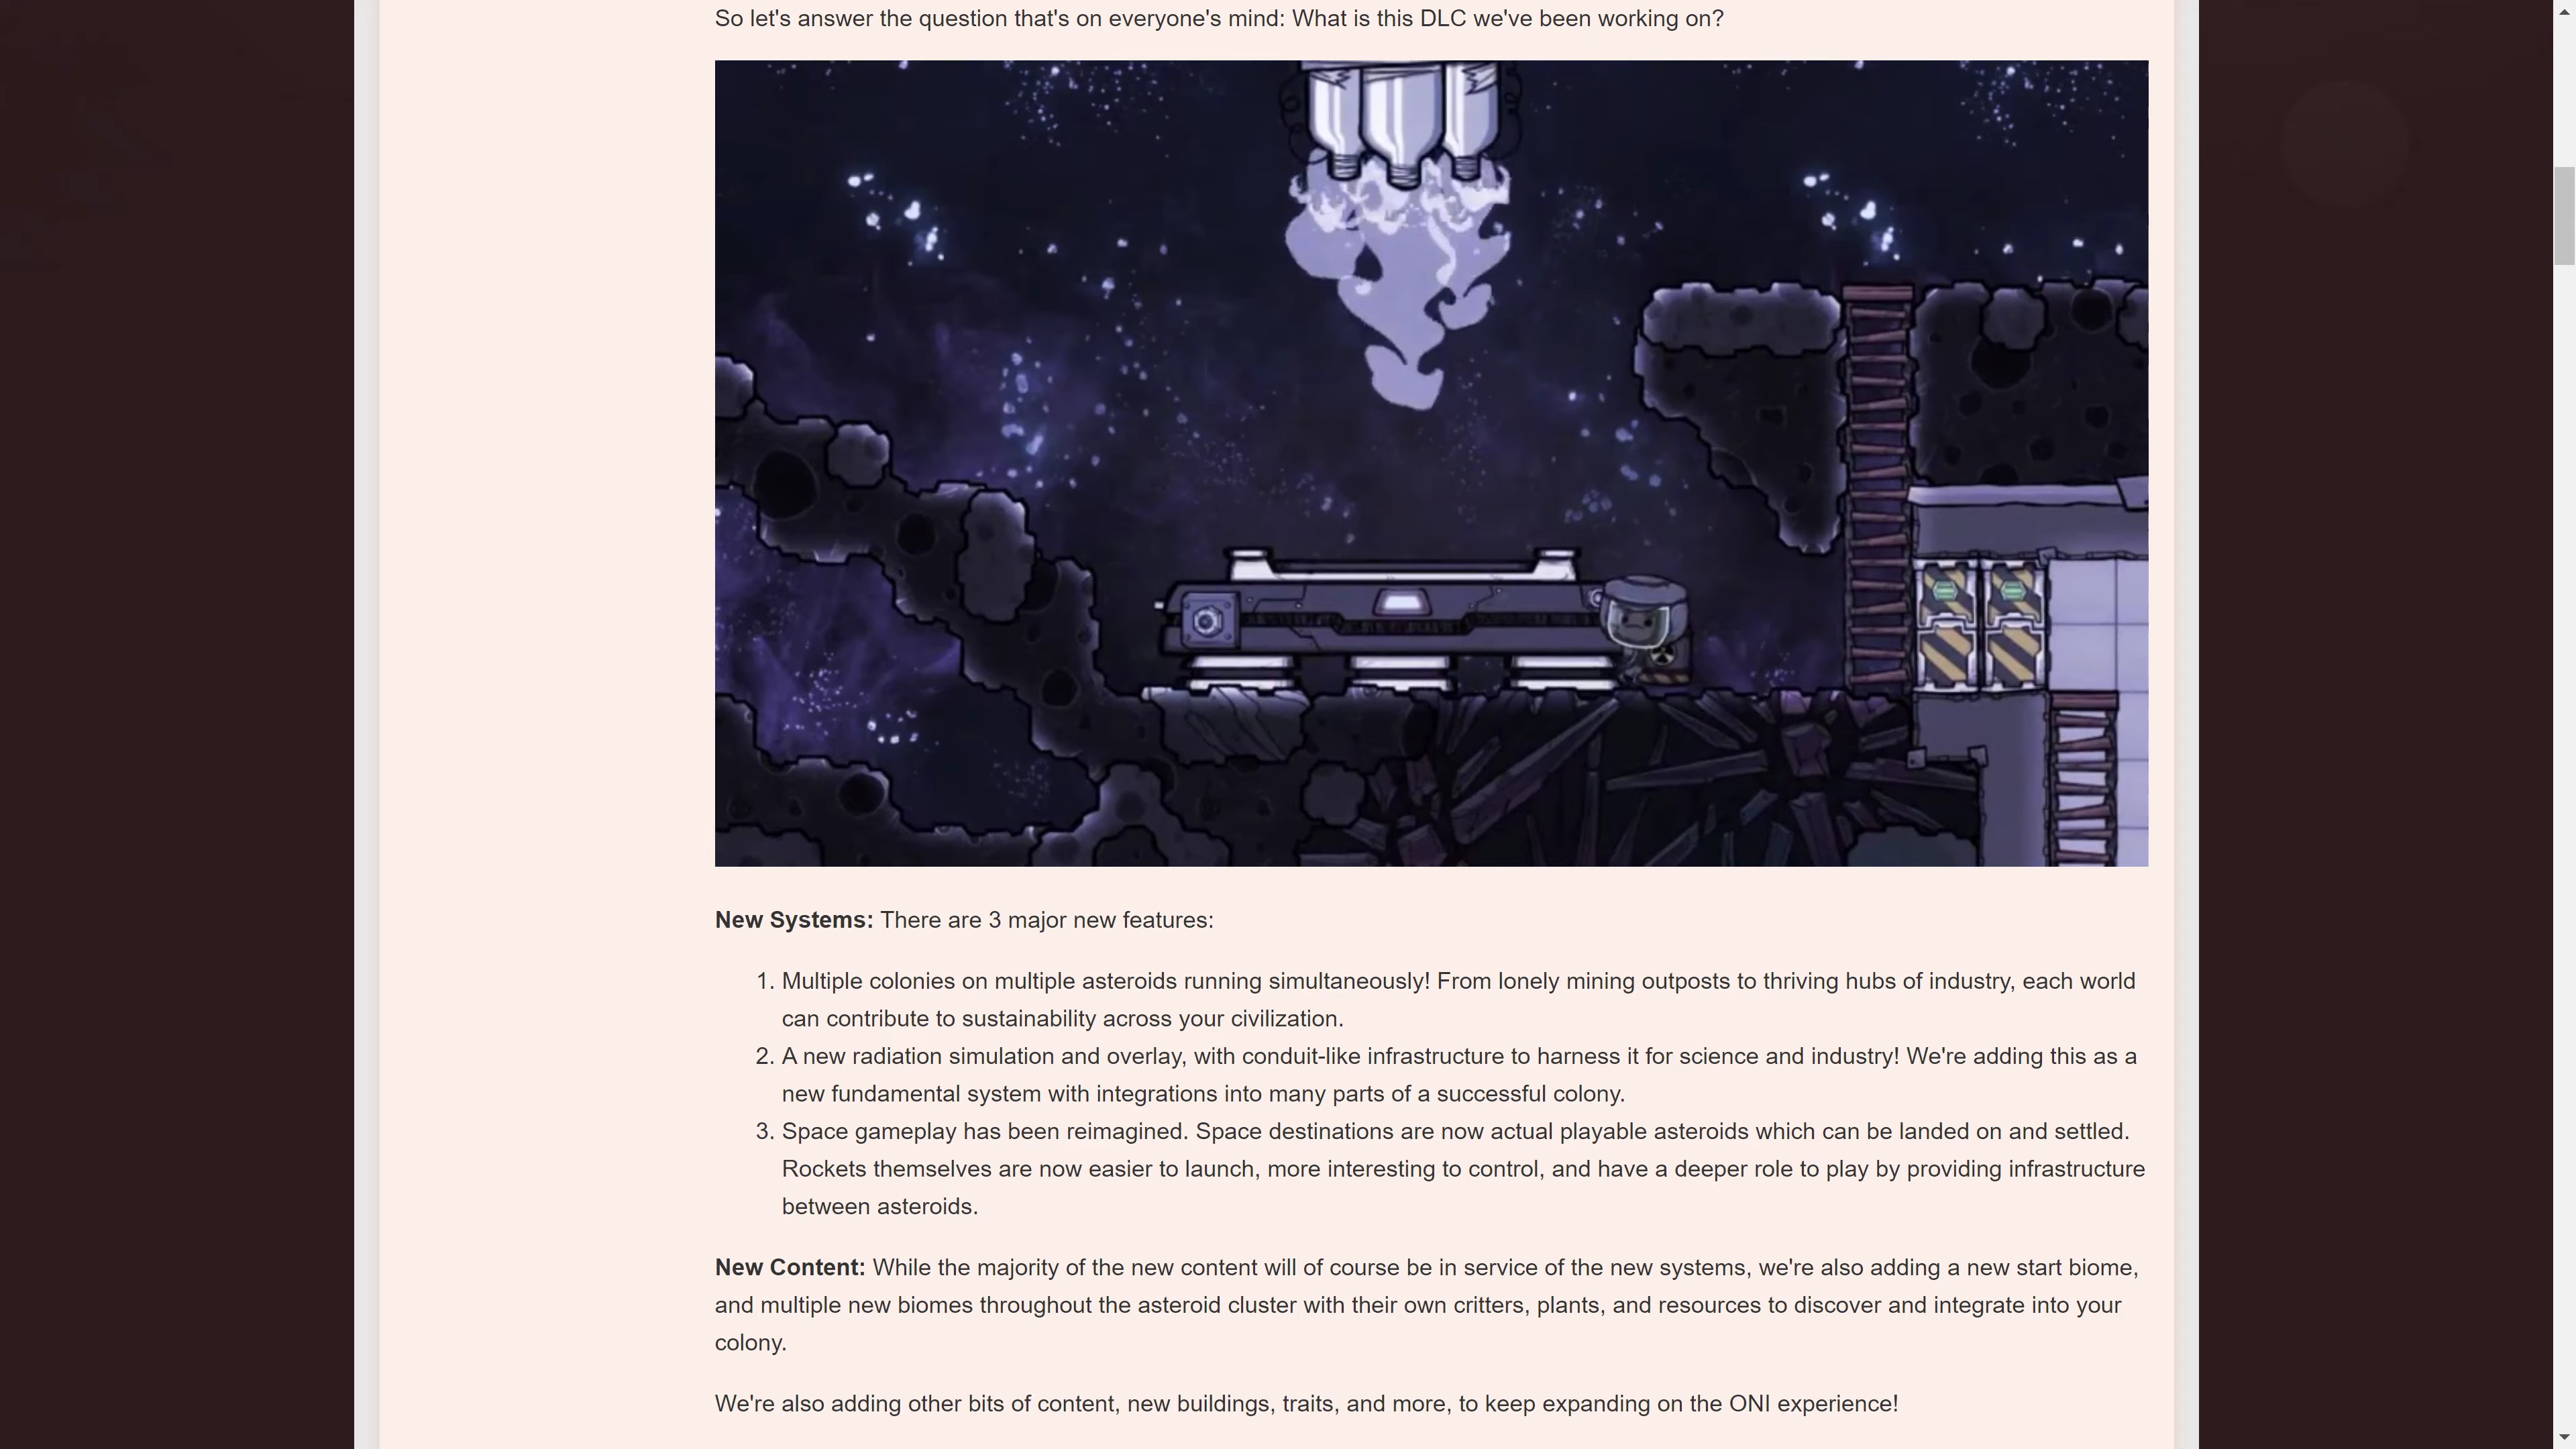 So let's answer the question that's on everyone's mind: What is this DLC we've been working on?
New Systems: There are 3 major new features:
1. Multiple colonies on multiple asteroids running simultaneously! From lonely mining outposts to thriving hubs of industry, each world
can contribute to sustainability across your civilization.
2. A new radiation simulation and overlay, with conduit-like infrastructure to harness it for science and industry! We're adding this as a
new fundamental system with integrations into many parts of a successful colony.
3. Space gameplay has been reimagined. Space destinations are now actual playable asteroids which can be landed on and settled.
Rockets themselves are now easier to launch, more interesting to control, and have a deeper role to play by providing infrastructure
between asteroids.
New Content: While the majority of the new content will of course be in service of the new systems, we're also adding a new start biome,
and multiple new biomes throughout the asteroid cluster with their own critters, plants, and resources to discover and integrate into your
colony.
We're also adding other bits of content, new buildings, traits, and more, to keep expanding on the ONI experience!